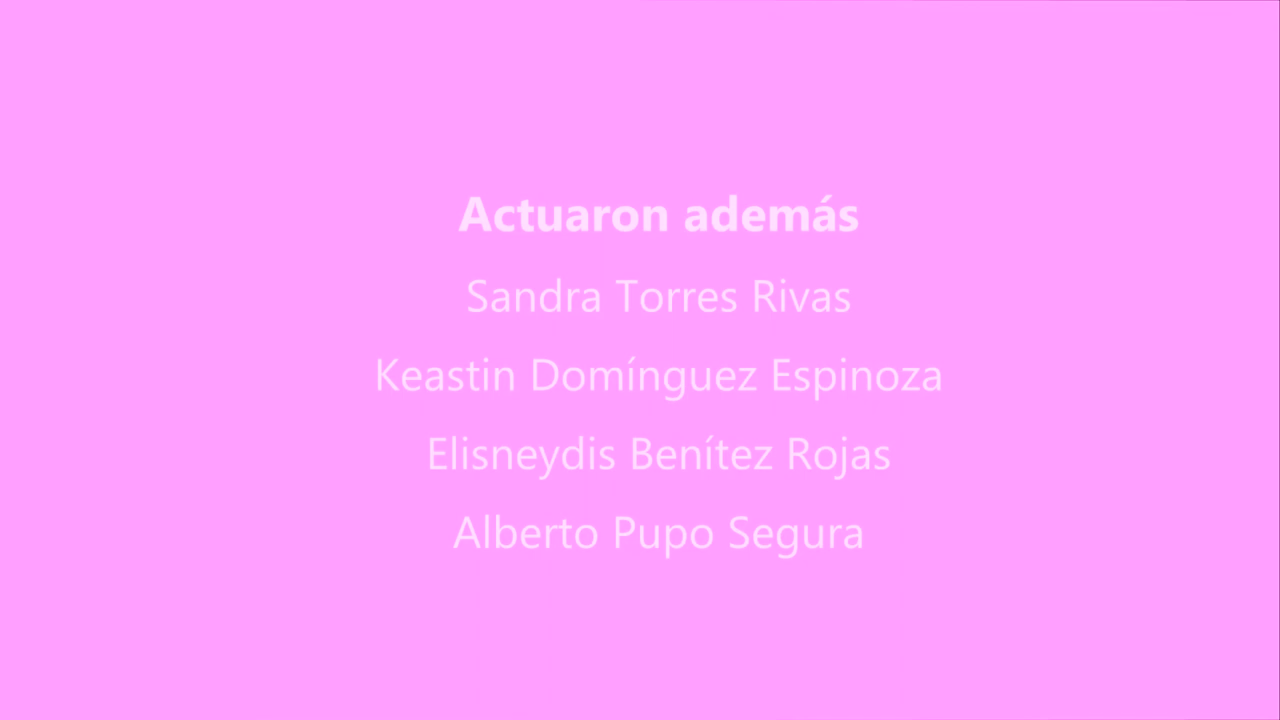 Actuaron además
Sandra Torres Rivas
Keastin Domínguez Espinoza
Elisneydis Benítez Rojas
Alberto Pupo Segura